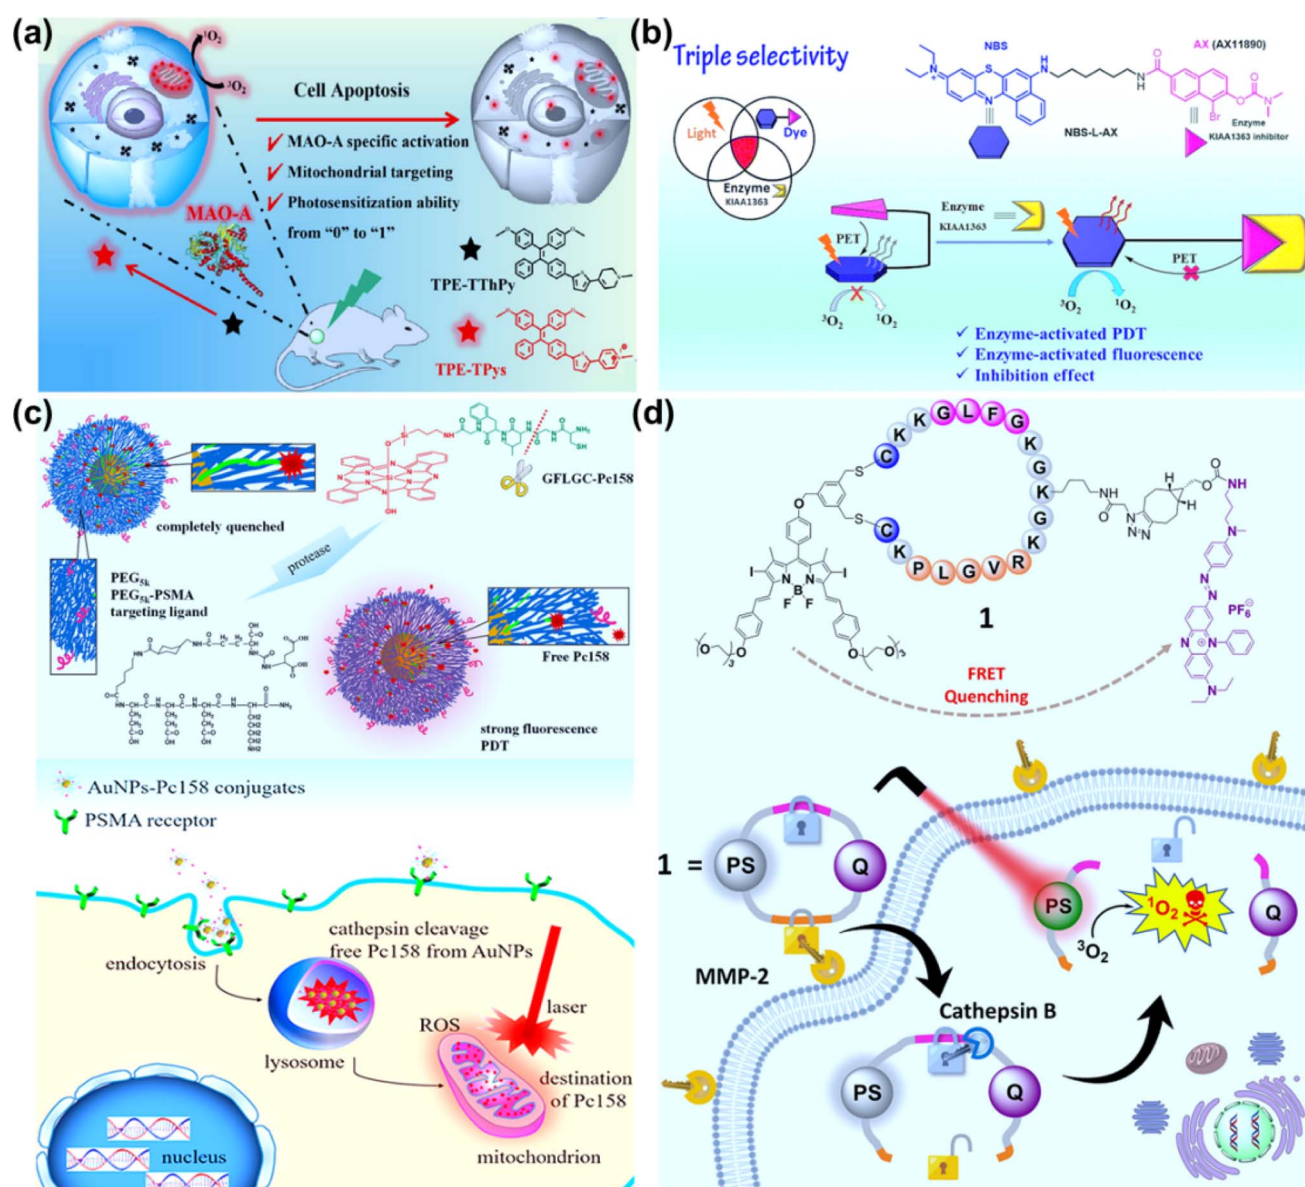 (a)
¹O₂
³O₂
Cell Apoptosis
MAO-A specific activation
Mitochondrial targeting
Photosensitization ability
from “0” to “1”
MAO-A
TPE-TThPy
TPE-TPys
(b)
Triple selectivity
Light
Dye
Enzyme
KIAA1363
NBS
AX (AX11890)
NBS-L-AX
Enzyme
KIAA1363 inhibitor
PET
³O₂
¹O₂
Enzyme
KIAA1363
PET
³O₂
¹O₂
✓ Enzyme-activated PDT
✓ Enzyme-activated fluorescence
✓ Inhibition effect
(c)
completely quenched
GFLGC-Pc158
protease
PEG₅ₖ
PEG₅ₖ-PSMA
targeting ligand
Free Pc158
strong fluorescence
PDT
AuNPs-Pc158 conjugates
PSMA receptor
endocytosis
cathepsin cleavage
free Pc158 from AuNPs
lysosome
laser
ROS
destination
of Pc158
mitochondrion
nucleus
(d)
C K K G L F G K G K G K R V G L P K C
PF₆⊖
1
FRET
Quenching
1 =
PS
Q
MMP-2
Cathepsin B
PS
Q
PS
³O₂
¹O₂
Q